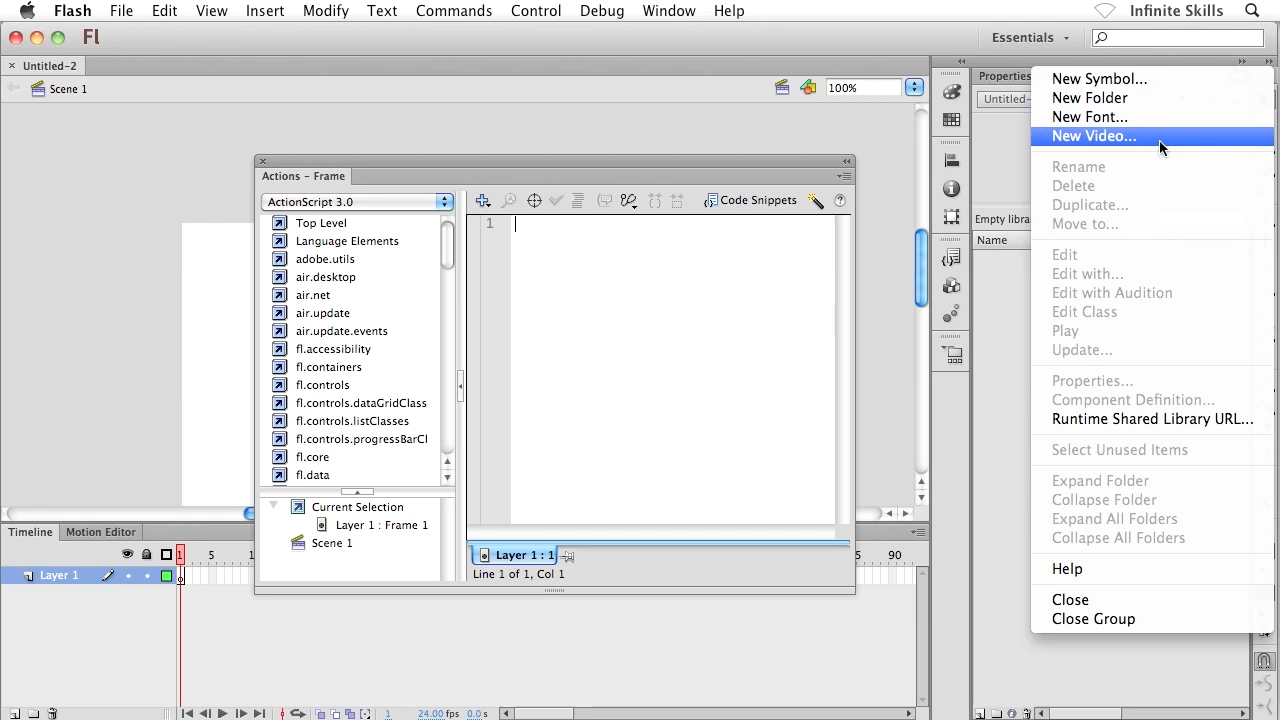 Flash File Edit View Insert Modify Text Commands Control Debug Window Help Infinite Skills
Fl Essentials
Untitled-2
Scene 1 100%
Properties
Untitled-
Empty libra
Name
New Symbol...
New Folder
New Font...
New Video...
Rename
Delete
Duplicate...
Move to...
Edit
Edit with...
Edit with Audition
Edit Class
Play
Update...
Properties...
Component Definition...
Runtime Shared Library URL...
Select Unused Items
Expand Folder
Collapse Folder
Expand All Folders
Collapse All Folders
Help
Close
Close Group
Actions - Frame
ActionScript 3.0
Code Snippets
1
Top Level
Language Elements
adobe.utils
air.desktop
air.net
air.update
air.update.events
fl.accessibility
fl.containers
fl.controls
fl.controls.dataGridClass
fl.controls.listClasses
fl.controls.progressBarCl
fl.core
fl.data
Current Selection
Layer 1 : Frame 1
Scene 1
Layer 1 : 1
Line 1 of 1, Col 1
Timeline Motion Editor
1 5 10 85 90
Layer 1
1 24.00 fps 0.0 s